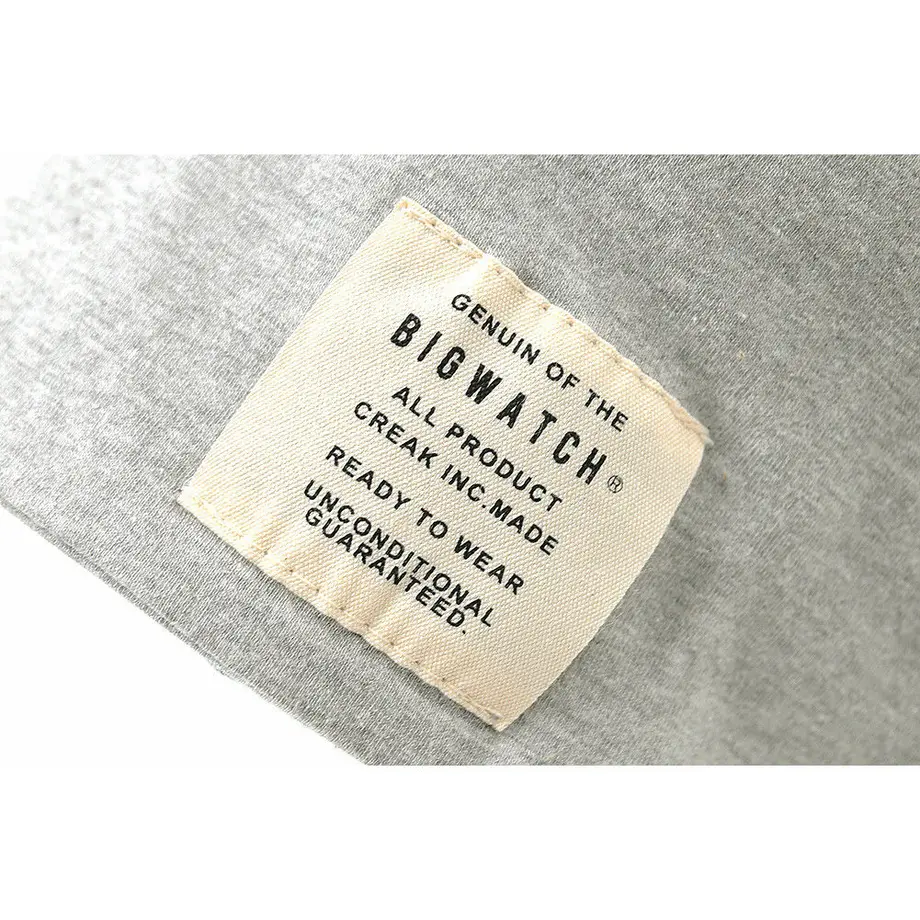 GENUIN OF THE
BIGWATCH®
ALL PRODUCT
CREAK INC.MADE
READY TO WEAR
UNCONDITIONAL
GUARANTEED.